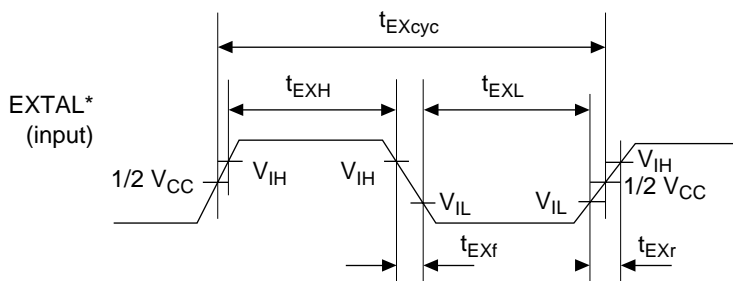 tEXcyc
tEXH
tEXL
EXTAL*
(input)
1/2 VCC
VIH
VIH
VIH
1/2 VCC
VIL
VIL
tEXf
tEXr